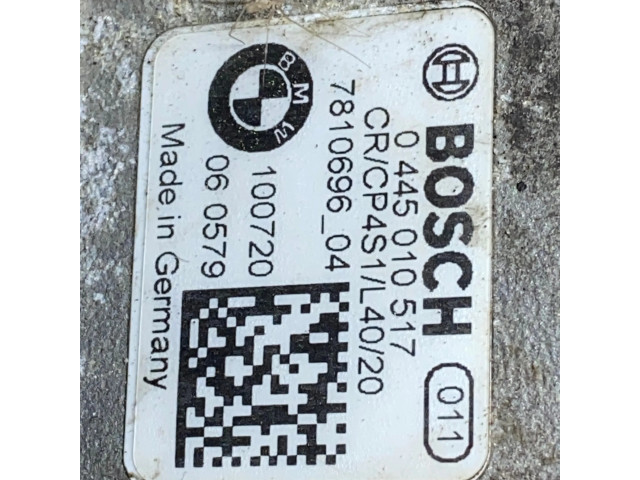 BOSCH
011
0 445 010 517
CR/CP4S1/L40/20
7810696_04
BMW
100720
06 0579
Made in Germany